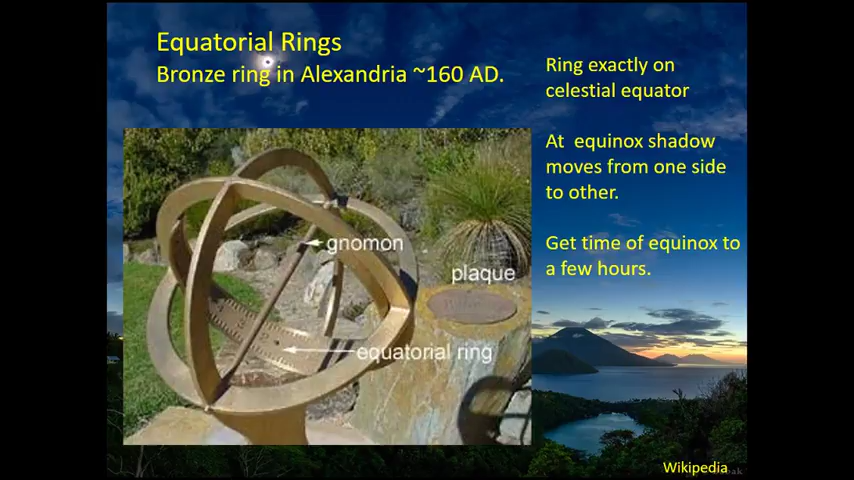 Equatorial Rings
Bronze ring in Alexandria ~160 AD.
Ring exactly on
celestial equator
At equinox shadow
moves from one side
to other.
Get time of equinox to
a few hours.
gnomon
plaque
equatorial ring
Wikipedia